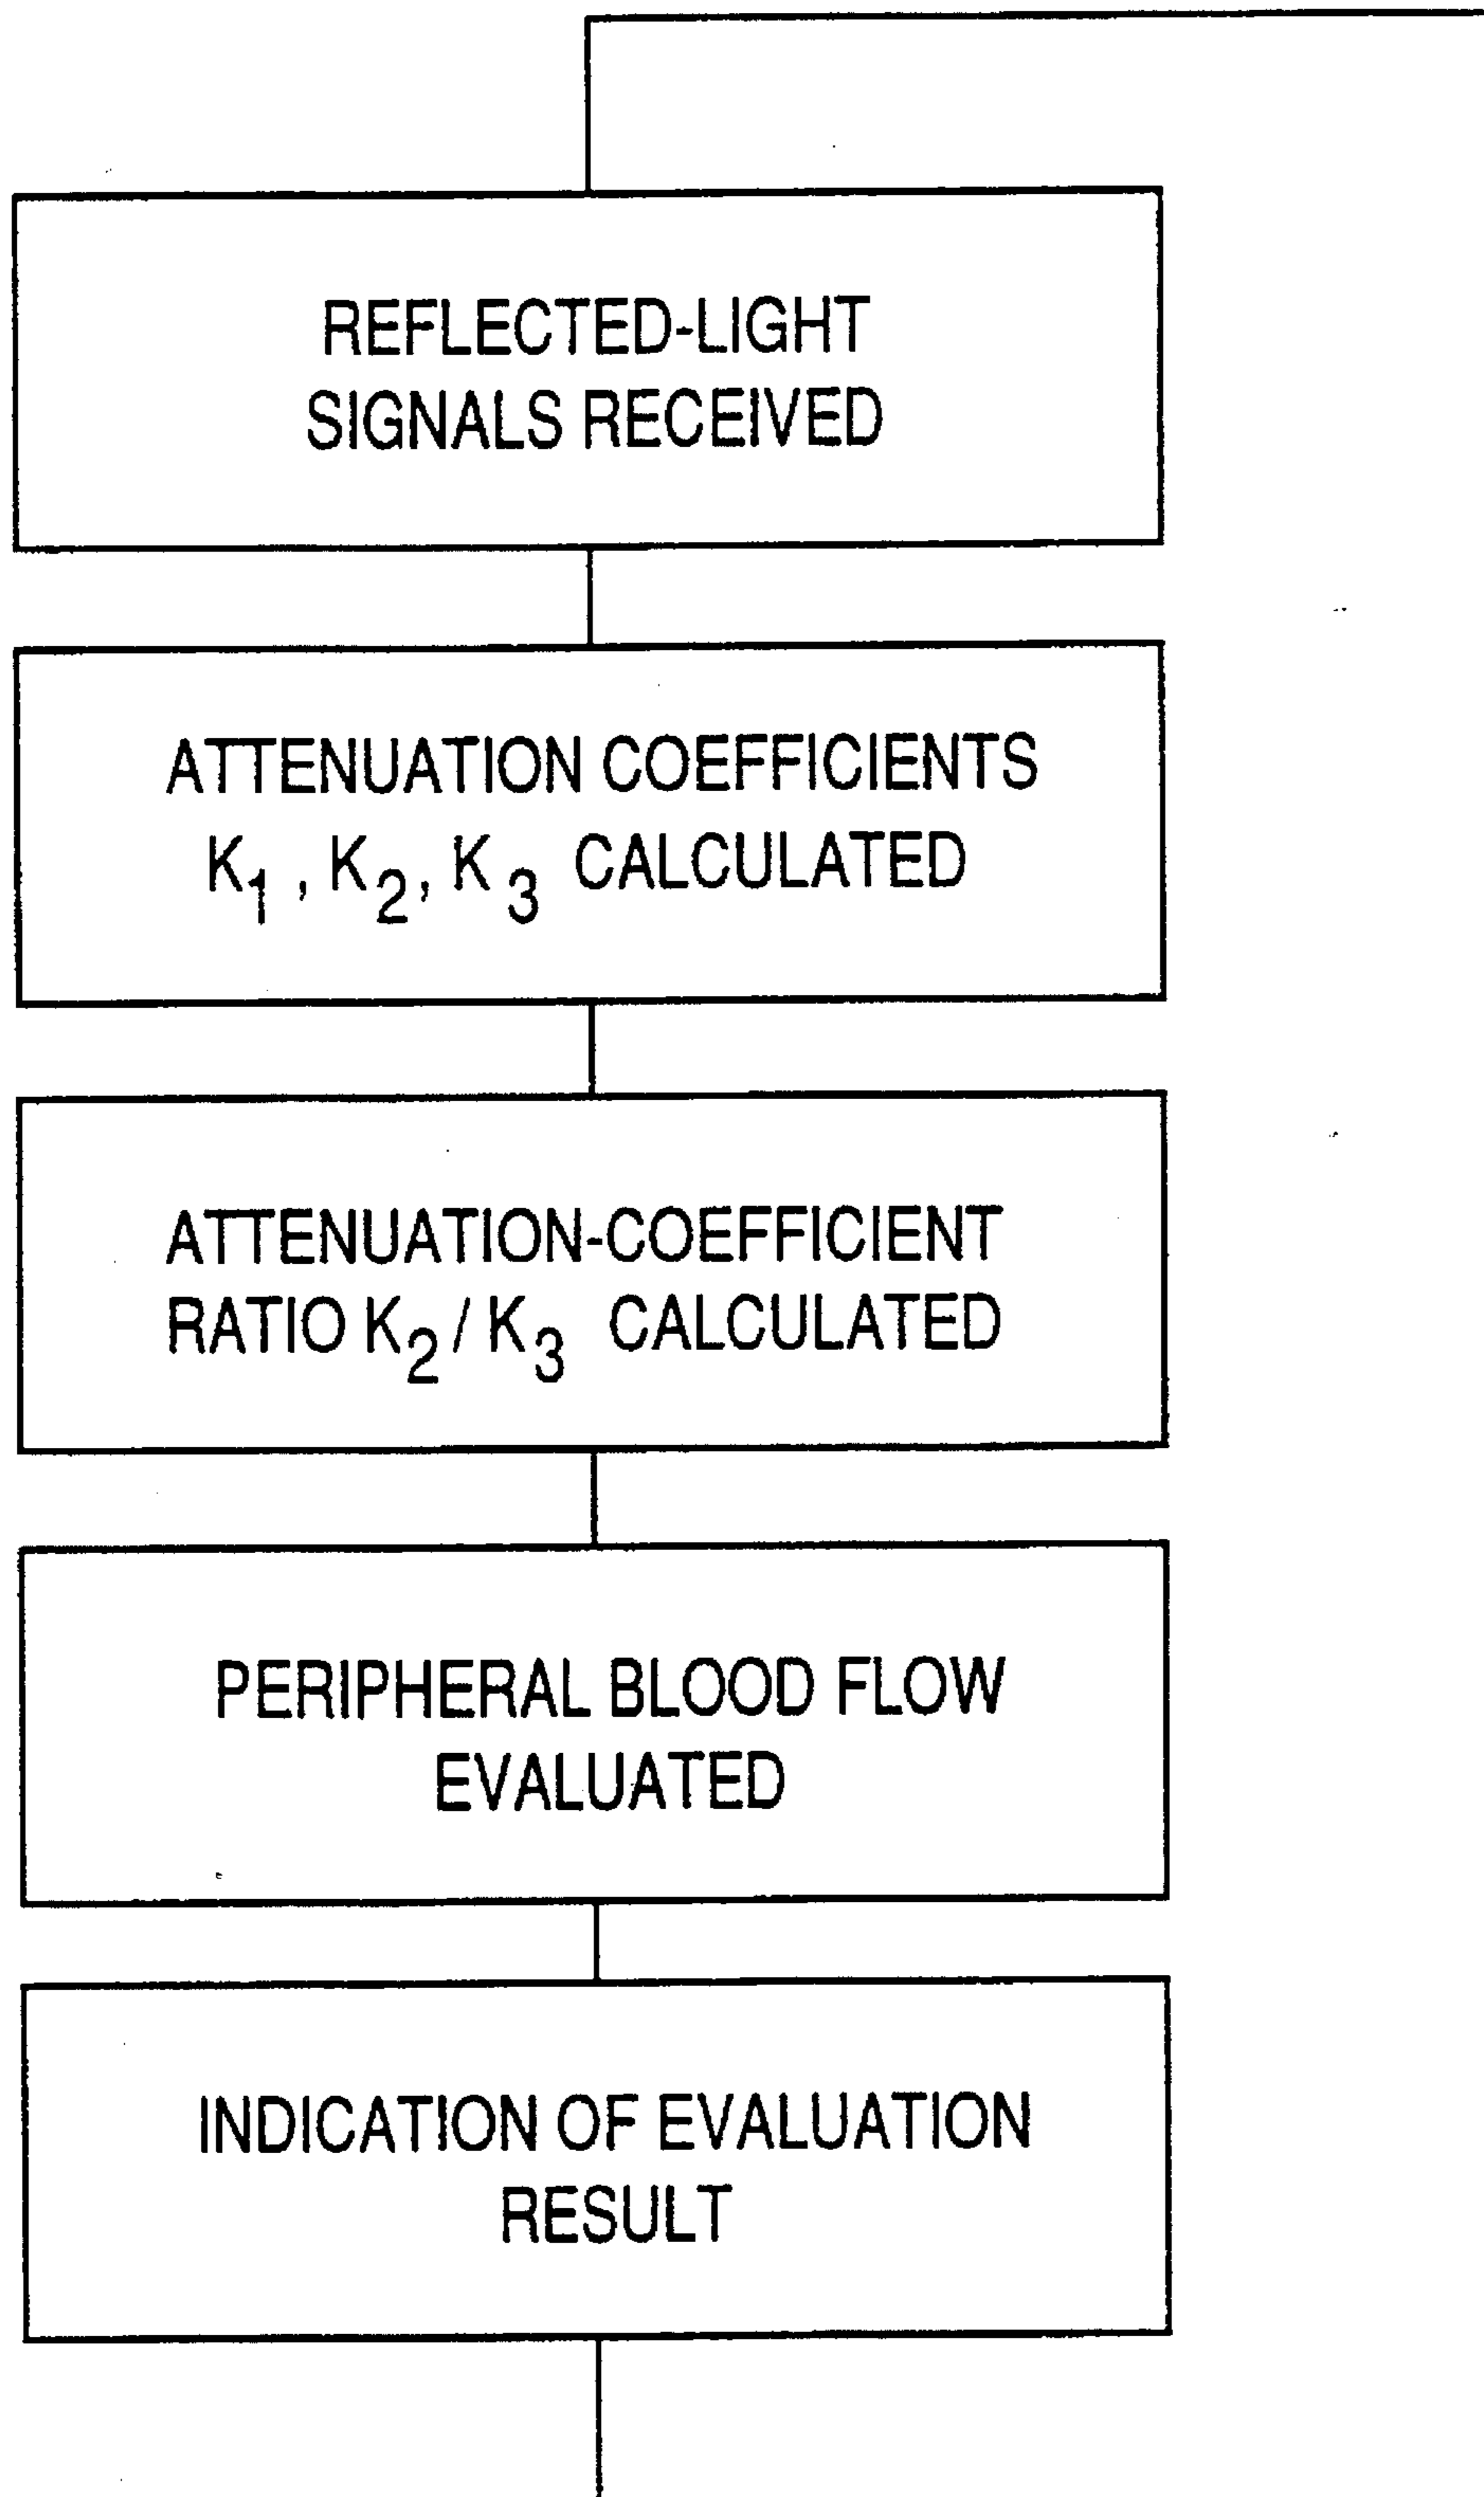 REFLECTED-LIGHT
SIGNALS RECEIVED
ATTENUATION COEFFICIENTS
K₁, K₂, K₃ CALCULATED
ATTENUATION-COEFFICIENT
RATIO K₂/K₃ CALCULATED
PERIPHERAL BLOOD FLOW
EVALUATED
INDICATION OF EVALUATION
RESULT